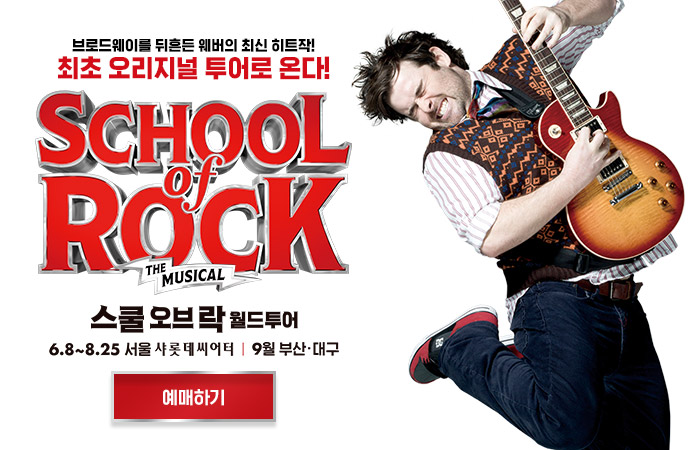 브로드웨이를 뒤흔든 웨버의 최신 히트작!
최초 오리지널 투어로 온다!
SCHOOL
of
ROCK
THE MUSICAL
스쿨 오브 락 월드투어
6.8~8.25 서울 샤롯데씨어터 | 9월 부산·대구
예매하기